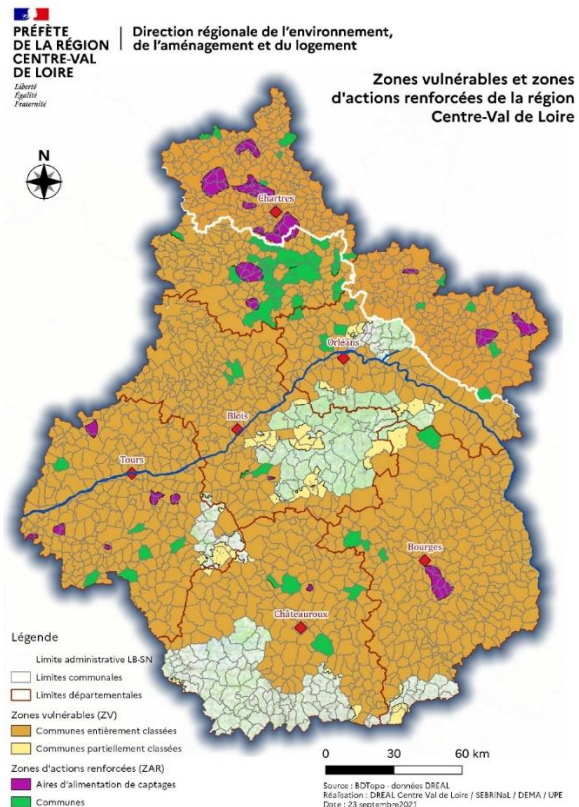 PRÉFÈTE
DE LA RÉGION
CENTRE-VAL
DE LOIRE
Liberté
Égalité
Fraternité
Direction régionale de l'environnement,
de l'aménagement et du logement
Zones vulnérables et zones
d'actions renforcées de la région
Centre-Val de Loire
N
Chartres
Orléans
Blois
Tours
Bourges
Châteauroux
Légende
Limite administrative LB-SN
Limites communales
Limites départementales
Zones vulnérables (ZV)
Communes entièrement classées
Communes partiellement classées
Zones d'actions renforcées (ZAR)
Aires d'alimentation de captages
Communes
0 30 60 km
Source : BDTopo - données DREAL
Réalisation : DREAL Centre Val de Loire / SEBRINaL / DEMA / UPE
Date : 23 septembre2021